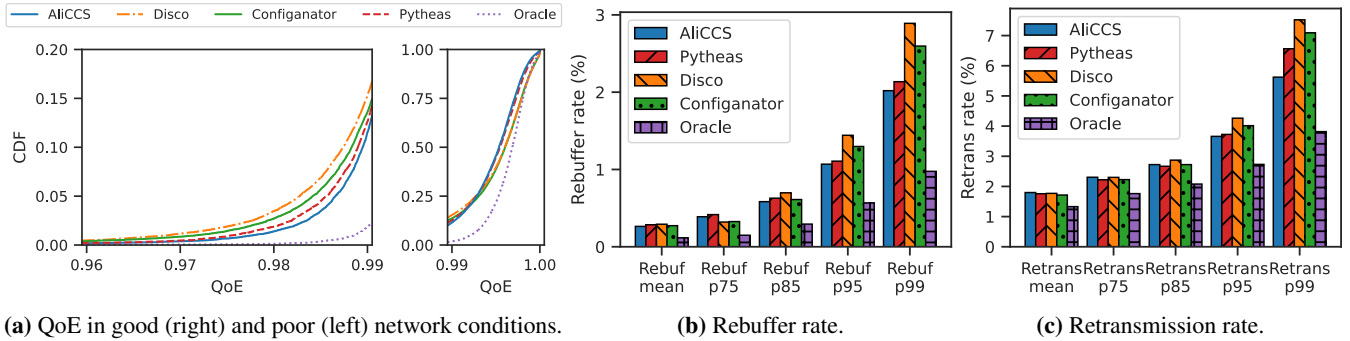 AliCCS Disco Configanator Pytheas Oracle
CDF
0.20
0.15
0.10
0.05
0.00
0.96 0.97 0.98 0.99
QoE
1.00
0.75
0.50
0.25
0.00
0.99 1.00
QoE
(a) QoE in good (right) and poor (left) network conditions.
Rebuffer rate (%)
3
2
1
0
AliCCS
Pytheas
Disco
Configanator
Oracle
Rebuf Rebuf Rebuf Rebuf Rebuf
mean p75 p85 p95 p99
(b) Rebuffer rate.
Retrans rate (%)
7
6
5
4
3
2
1
0
AliCCS
Pytheas
Disco
Configanator
Oracle
Retrans Retrans Retrans Retrans Retrans
mean p75 p85 p95 p99
(c) Retransmission rate.